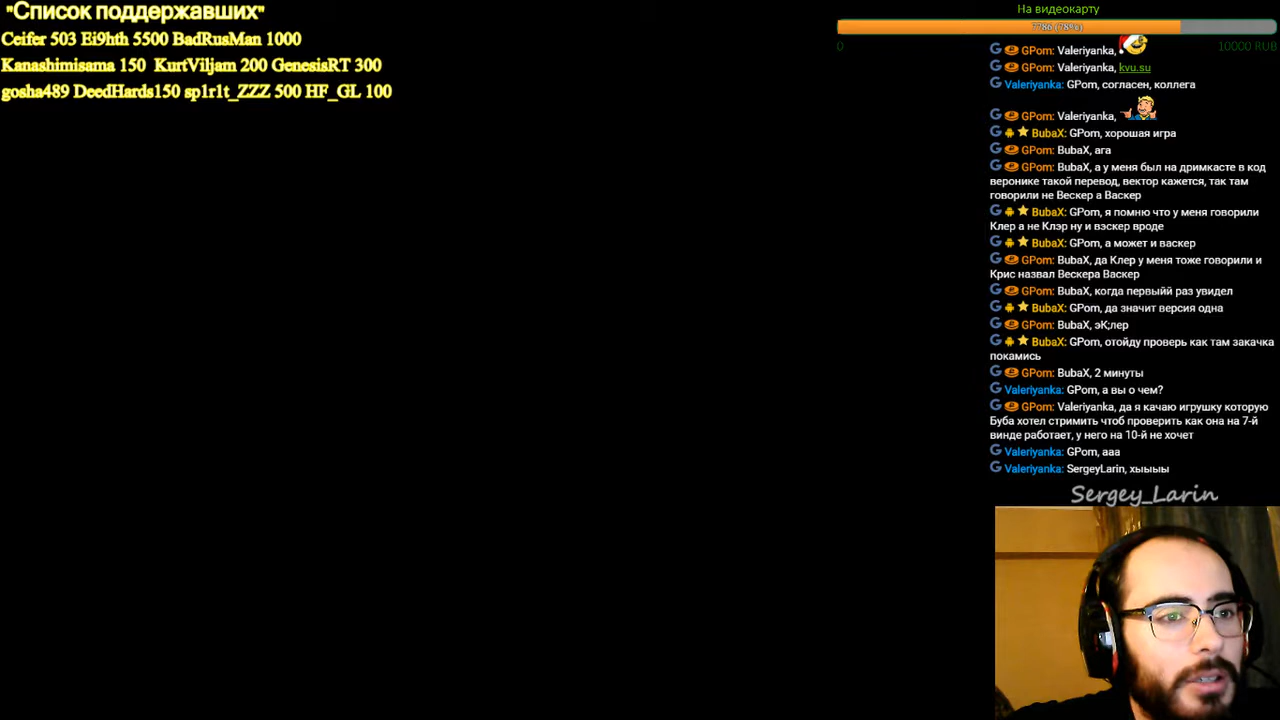 "Список поддержавших"
Ceifer 503 Ei9hth 5500 BadRusMan 1000
Kanashimisama 150 KurtViljam 200 GenesisRT 300
gosha489 DeedHards150 sp1r1t_ZZZ 500 HF_GL 100
На видеокарту
7786 (78%)
0
10000 RUB
GPom: Valeriyanka,
GPom: Valeriyanka, kvu.su
Valeriyanka: GPom, согласен, коллега
GPom: Valeriyanka,
BubaX: GPom, хорошая игра
GPom: BubaX, ага
GPom: BubaX, а у меня был на дримкасте в код
веронике такой перевод, вектор кажется, так там
говорили не Вескер а Васкер
BubaX: GPom, я помню что у меня говорили
Клер а не Клэр ну и вэскер вроде
BubaX: GPom, а может и васкер
GPom: BubaX, да Клер у меня тоже говорили и
Крис назвал Вескера Васкер
GPom: BubaX, когда первыйй раз увидел
BubaX: GPom, да значит версия одна
GPom: BubaX, эК;лер
BubaX: GPom, отойду проверь как там закачка
покамись
GPom: BubaX, 2 минуты
Valeriyanka: GPom, а вы о чем?
GPom: Valeriyanka, да я качаю игрушку которую
Буба хотел стримить чтоб проверить как она на 7-й
винде работает, у него на 10-й не хочет
Valeriyanka: GPom, ааа
Valeriyanka: SergeyLarin, хыыыы
Sergey_Larin